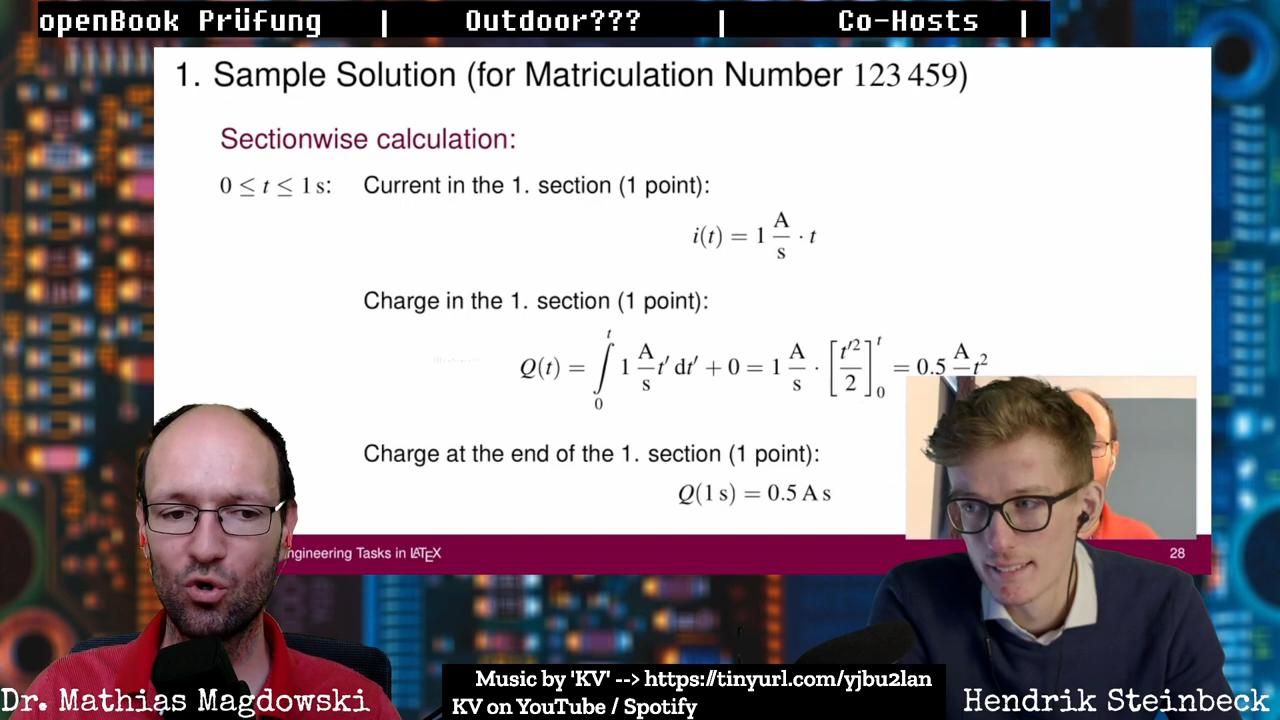 openBook Prüfung | Outdoor??? | Co-Hosts |
1. Sample Solution (for Matriculation Number 123 459)
Sectionwise calculation:
0 ≤ t ≤ 1 s: Current in the 1. section (1 point):
i(t) = 1 A/s · t
Charge in the 1. section (1 point):
Q(t) = ∫₀ᵗ 1 A/s t′ dt′ + 0 = 1 A/s · [t′²/2]₀ᵗ = 0.5 A/s t²
Charge at the end of the 1. section (1 point):
Q(1 s) = 0.5 A s
ngineering Tasks in LATEX 28
Music by 'KV' --> https://tinyurl.com/yjbu2lan
KV on YouTube / Spotify
Dr. Mathias Magdowski
Hendrik Steinbeck